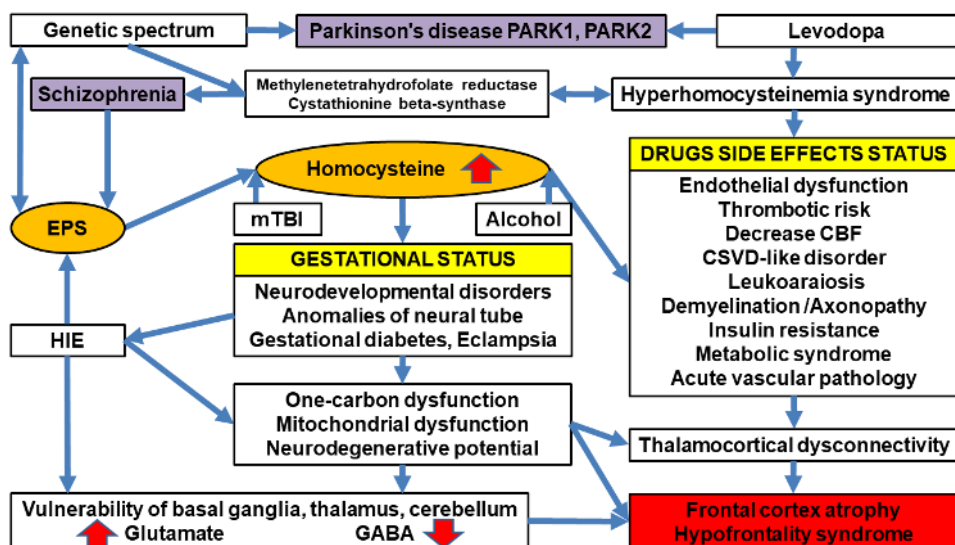 Genetic spectrum
Parkinson's disease PARK1, PARK2
Levodopa
Schizophrenia
Methylenetetrahydrofolate reductase
Cystathionine beta-synthase
Hyperhomocysteinemia syndrome
Homocysteine
mTBI
Alcohol
EPS
DRUGS SIDE EFFECTS STATUS
Endothelial dysfunction
Thrombotic risk
Decrease CBF
CSVD-like disorder
Leukoaraiosis
Demyelination /Axonopathy
Insulin resistance
Metabolic syndrome
Acute vascular pathology
GESTATIONAL STATUS
Neurodevelopmental disorders
Anomalies of neural tube
Gestational diabetes, Eclampsia
HIE
One-carbon dysfunction
Mitochondrial dysfunction
Neurodegenerative potential
Thalamocortical dysconnectivity
Vulnerability of basal ganglia, thalamus, cerebellum
Glutamate GABA
Frontal cortex atrophy
Hypofrontality syndrome